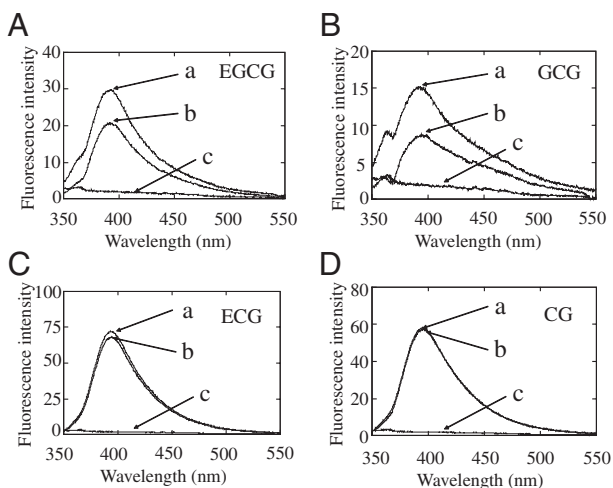 A
Fluorescence intensity
40
30
20
10
0
EGCG
a
b
c
350 400 450 500 550
Wavelength (nm)
B
Fluorescence intensity
20
15
10
5
0
GCG
a
b
c
350 400 450 500 550
Wavelength (nm)
C
Fluorescence intensity
100
75
50
25
0
ECG
a
b
c
350 400 450 500 550
Wavelength (nm)
D
Fluorescence intensity
80
60
40
20
0
CG
a
b
c
350 400 450 500 550
Wavelength (nm)